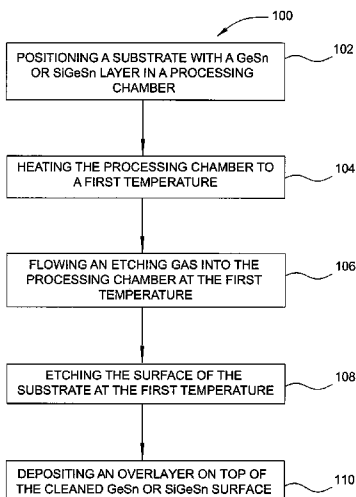 100
POSITIONING A SUBSTRATE WITH A GeSn
OR SiGeSn LAYER IN A PROCESSING
CHAMBER
102
HEATING THE PROCESSING CHAMBER TO
A FIRST TEMPERATURE
104
FLOWING AN ETCHING GAS INTO THE
PROCESSING CHAMBER AT THE FIRST
TEMPERATURE
106
ETCHING THE SURFACE OF THE
SUBSTRATE AT THE FIRST TEMPERATURE
108
DEPOSITING AN OVERLAYER ON TOP OF
THE CLEANED GeSn OR SiGeSn SURFACE
110